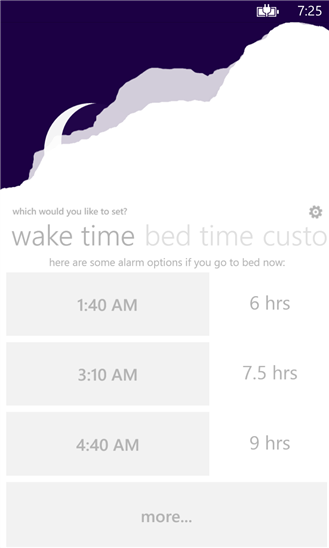 7:25
which would you like to set?
wake time bed time custo
here are some alarm options if you go to bed now:
1:40 AM 6 hrs
3:10 AM 7.5 hrs
4:40 AM 9 hrs
more...